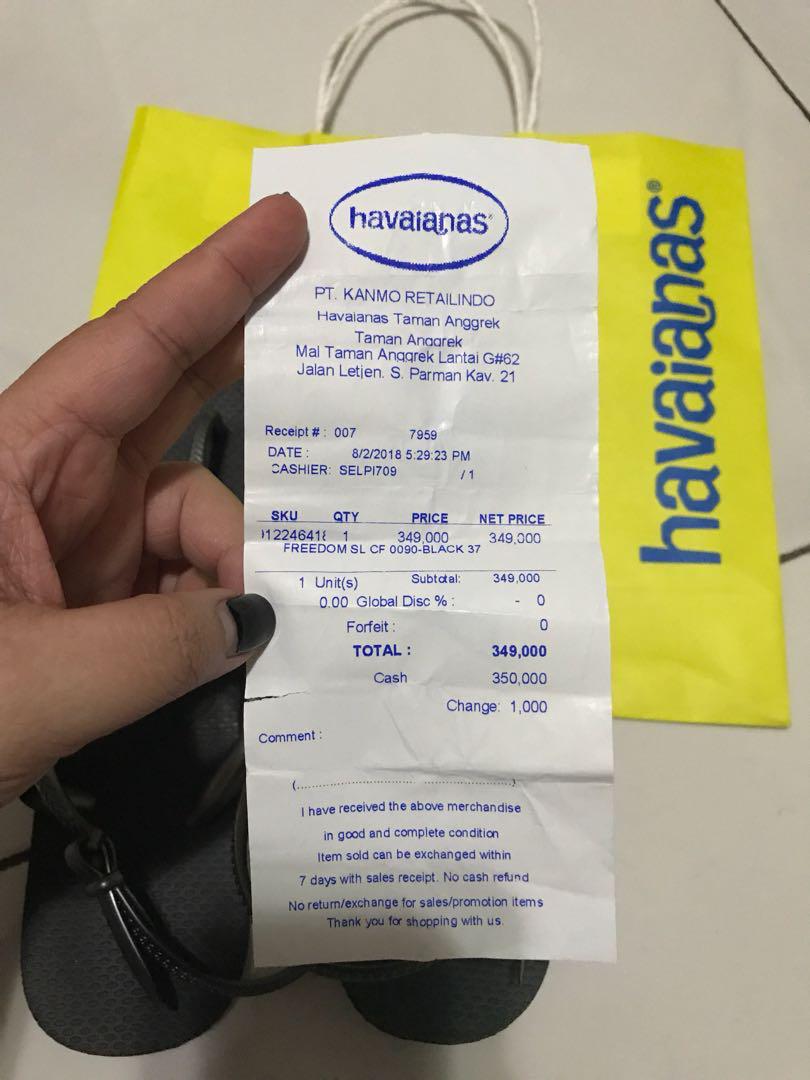 havaianas
PT. KANMO RETAILINDO
Havaianas Taman Anggrek
Taman Anggrek
Mal Taman Anggrek Lantai G#62
Jalan Letjen. S. Parman Kav. 21
Receipt # : 007 7959
DATE : 8/2/2018 5:29:23 PM
CASHIER: SELPI709 / 1
SKU QTY PRICE NET PRICE
1 349,000 349,000
FREEDOM SL CF 0090-BLACK 37
1 Unit(s) Subtotal: 349,000
0.00 Global Disc % : - 0
Forfeit : 0
TOTAL : 349,000
Cash 350,000
Change: 1,000
Comment :
(.............................. ..........................)
I have received the above merchandise
in good and complete condition
Item sold can be exchanged within
7 days with sales receipt. No cash refund
No return/exchange for sales/promotion items
Thank you for shopping with us.
havaianas®